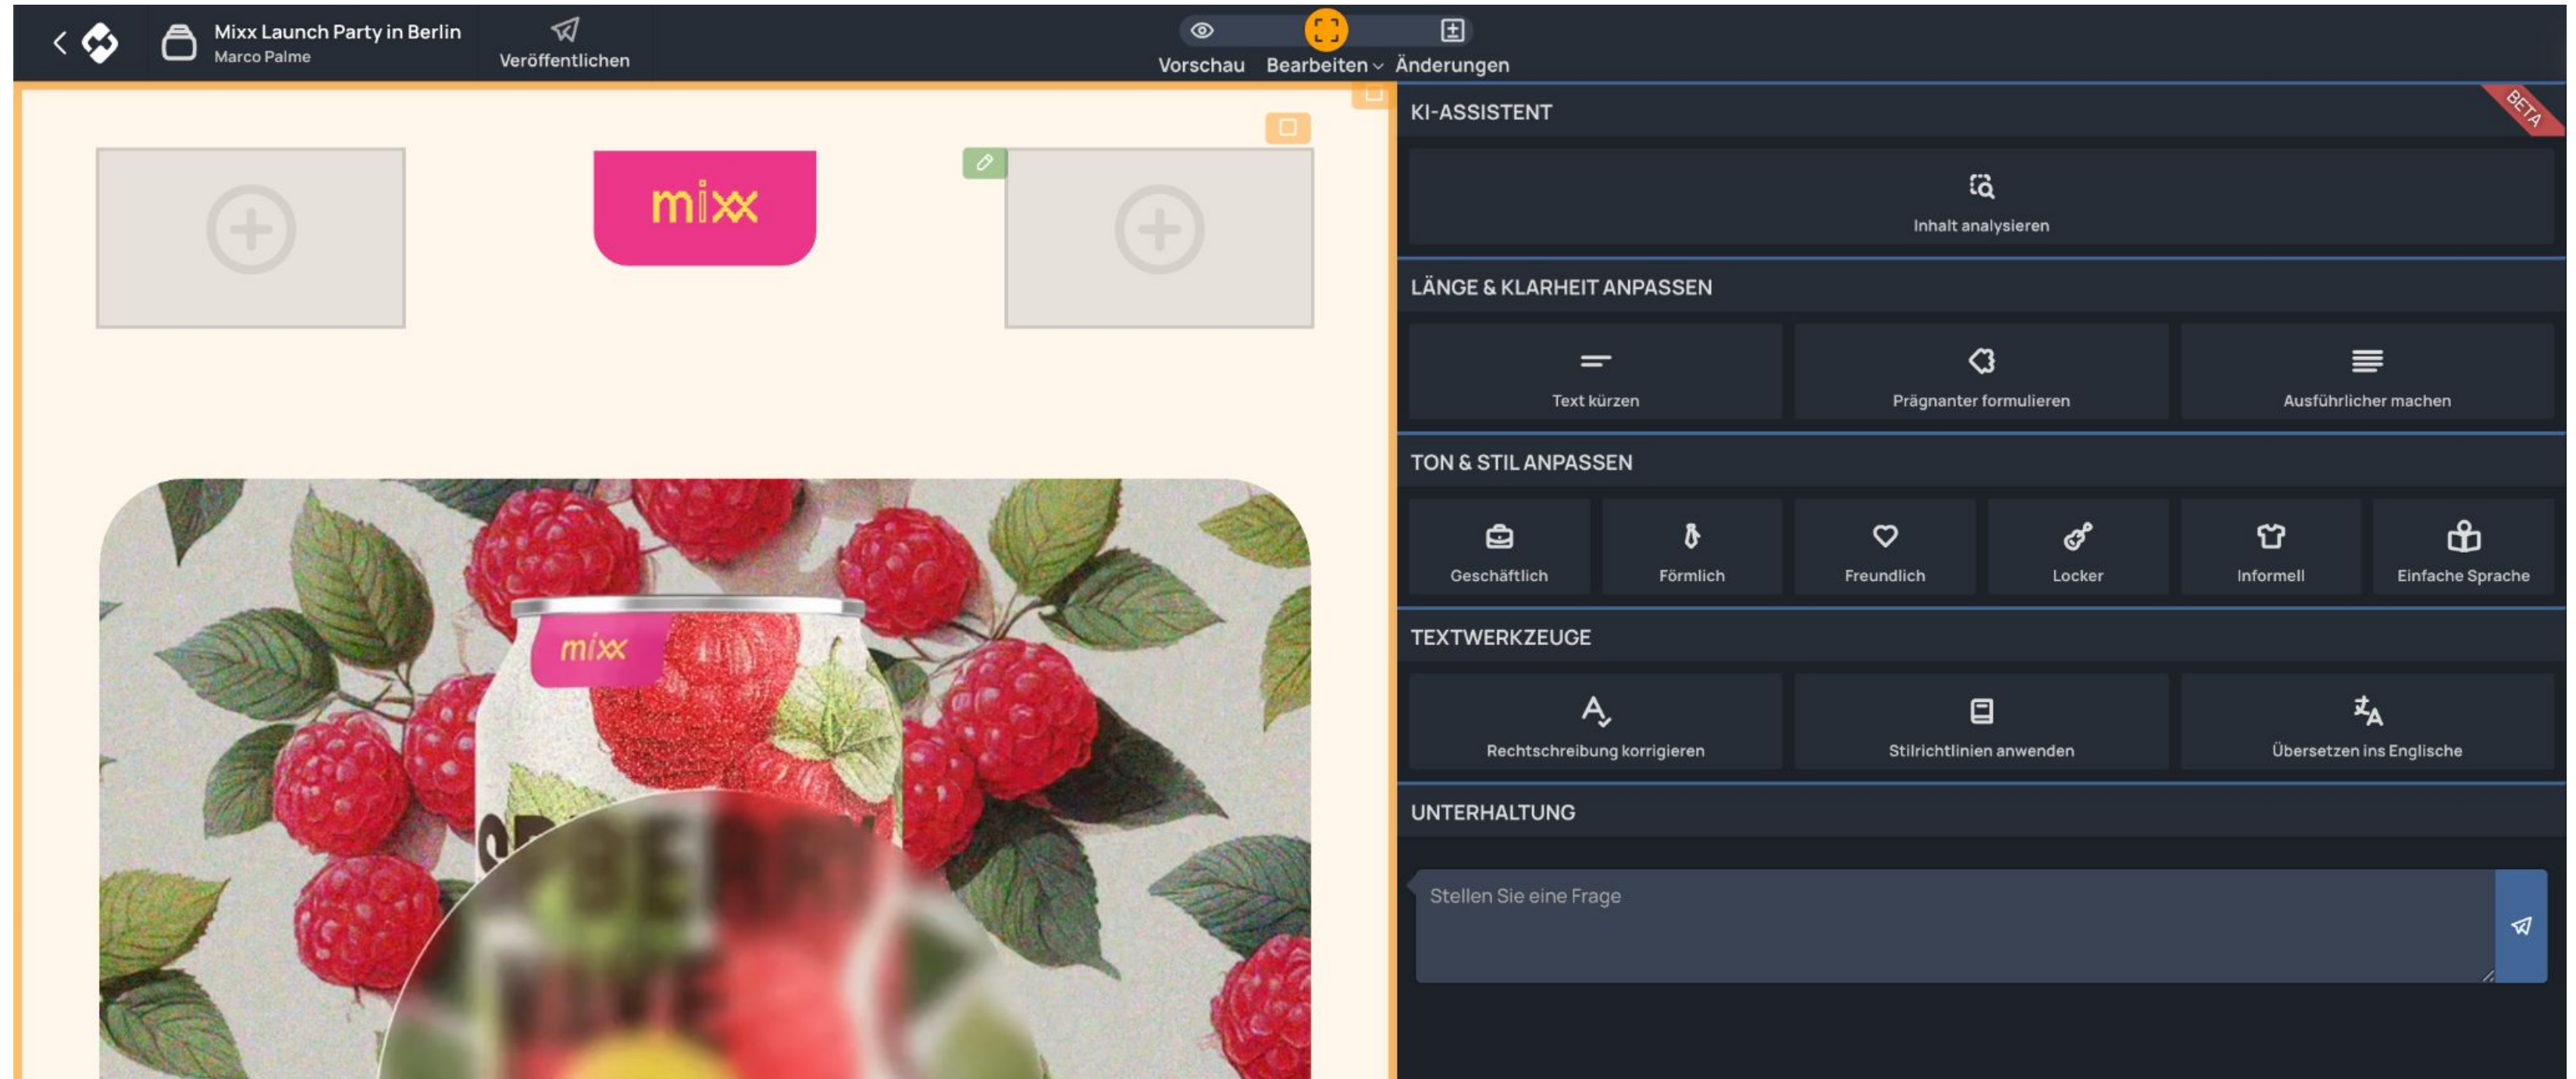 Mixx Launch Party in Berlin
Marco Palme
Veröffentlichen
Vorschau
Bearbeiten
Änderungen
mixx
mixx
KI-ASSISTENT
BETA
Inhalt analysieren
LÄNGE & KLARHEIT ANPASSEN
Text kürzen
Prägnanter formulieren
Ausführlicher machen
TON & STIL ANPASSEN
Geschäftlich
Förmlich
Freundlich
Locker
Informell
Einfache Sprache
TEXTWERKZEUGE
Rechtschreibung korrigieren
Stilrichtlinien anwenden
Übersetzen ins Englische
UNTERHALTUNG
Stellen Sie eine Frage